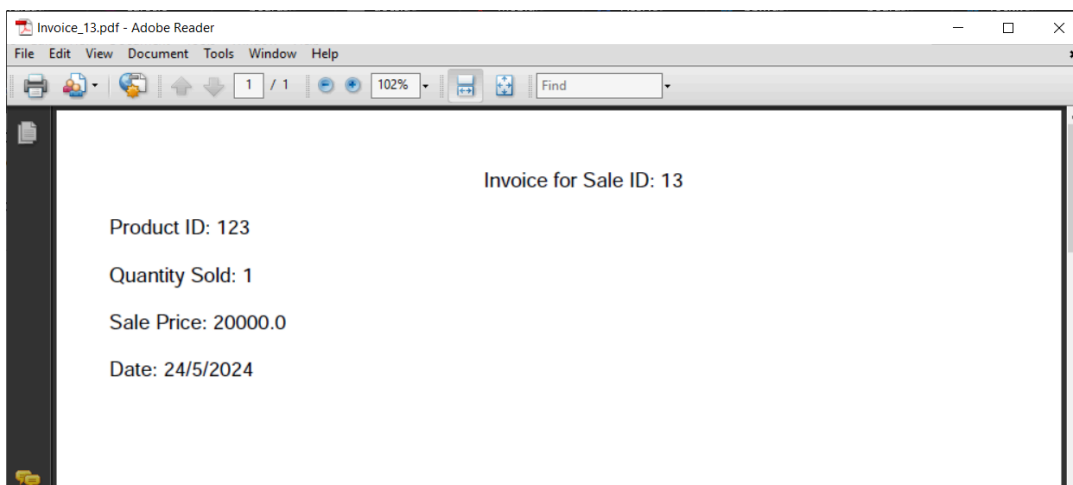 Invoice_13.pdf - Adobe Reader
File Edit View Document Tools Window Help
1 / 1 102% Find
Invoice for Sale ID: 13
Product ID: 123
Quantity Sold: 1
Sale Price: 20000.0
Date: 24/5/2024